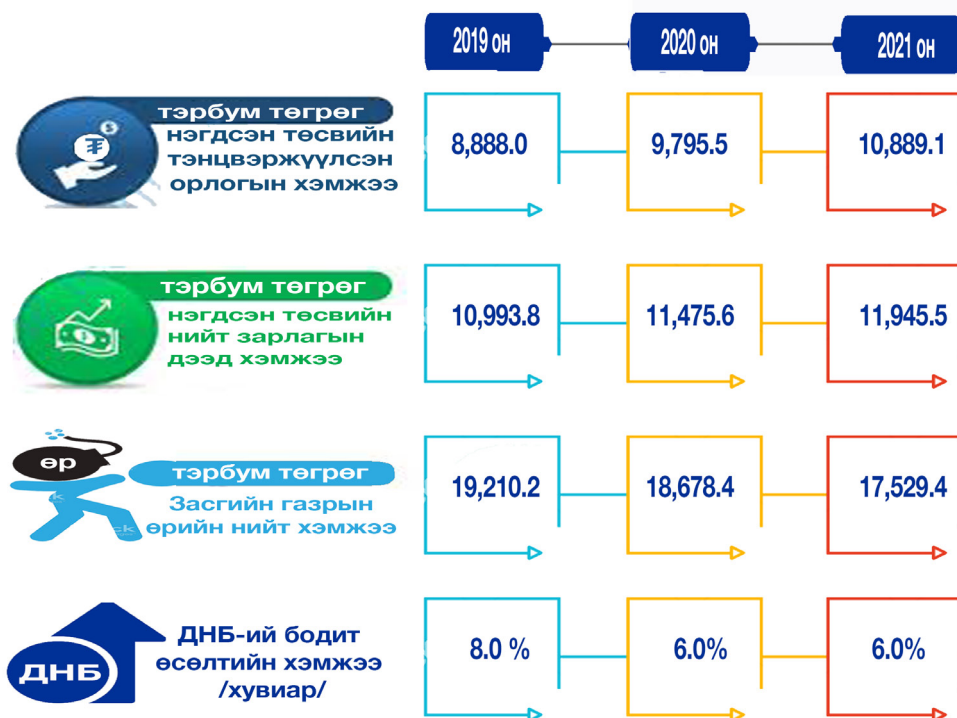 2019 он
2020 он
2021 он
тэрбум төгрөг
нэгдсэн төсвийн
тэнцвэржүүлсэн
орлогын хэмжээ
8,888.0
9,795.5
10,889.1
тэрбум төгрөг
нэгдсэн төсвийн
нийт зарлагын
дээд хэмжээ
10,993.8
11,475.6
11,945.5
өр
тэрбум төгрөг
Засгийн газрын
өрийн нийт хэмжээ
19,210.2
18,678.4
17,529.4
ДНБ
ДНБ-ий бодит
өсөлтийн хэмжээ
/хувиар/
8.0 %
6.0%
6.0%